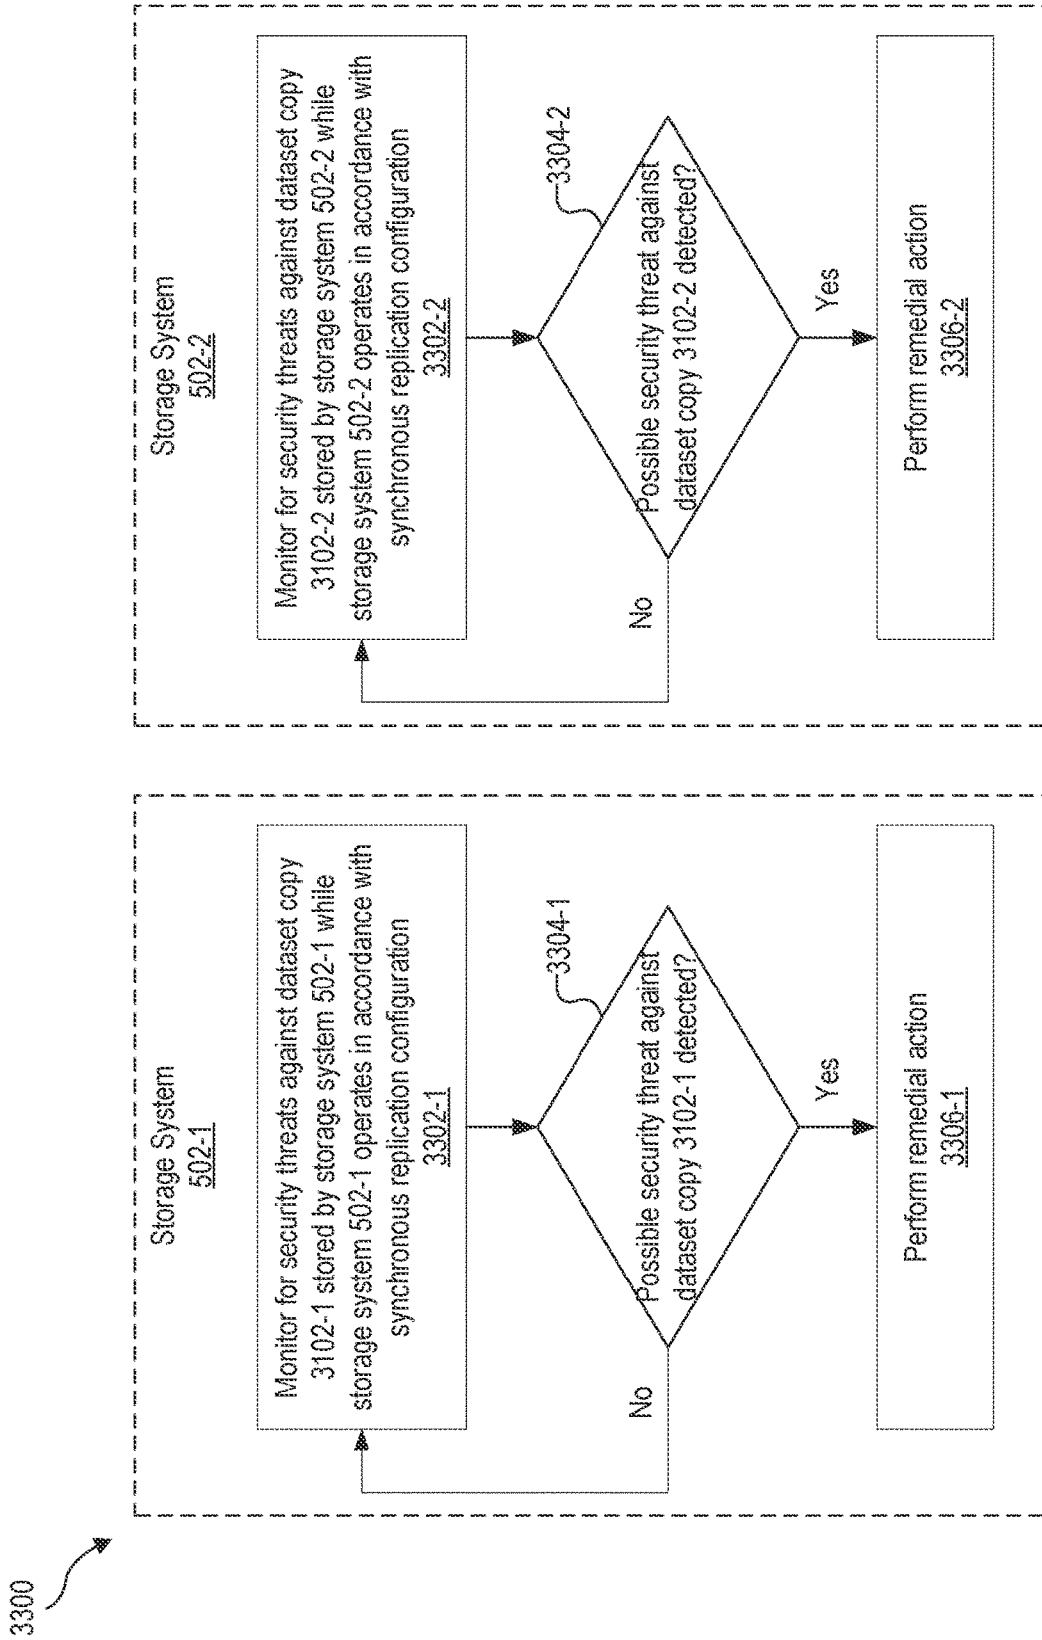 3300
Storage System
502-1
Monitor for security threats against dataset copy
3102-1 stored by storage system 502-1 while
storage system 502-1 operates in accordance with
synchronous replication configuration
3302-1
3304-1
Possible security threat against
dataset copy 3102-1 detected?
No
Yes
Perform remedial action
3306-1
Storage System
502-2
Monitor for security threats against dataset copy
3102-2 stored by storage system 502-2 while
storage system 502-2 operates in accordance with
synchronous replication configuration
3302-2
3304-2
Possible security threat against
dataset copy 3102-2 detected?
No
Yes
Perform remedial action
3306-2